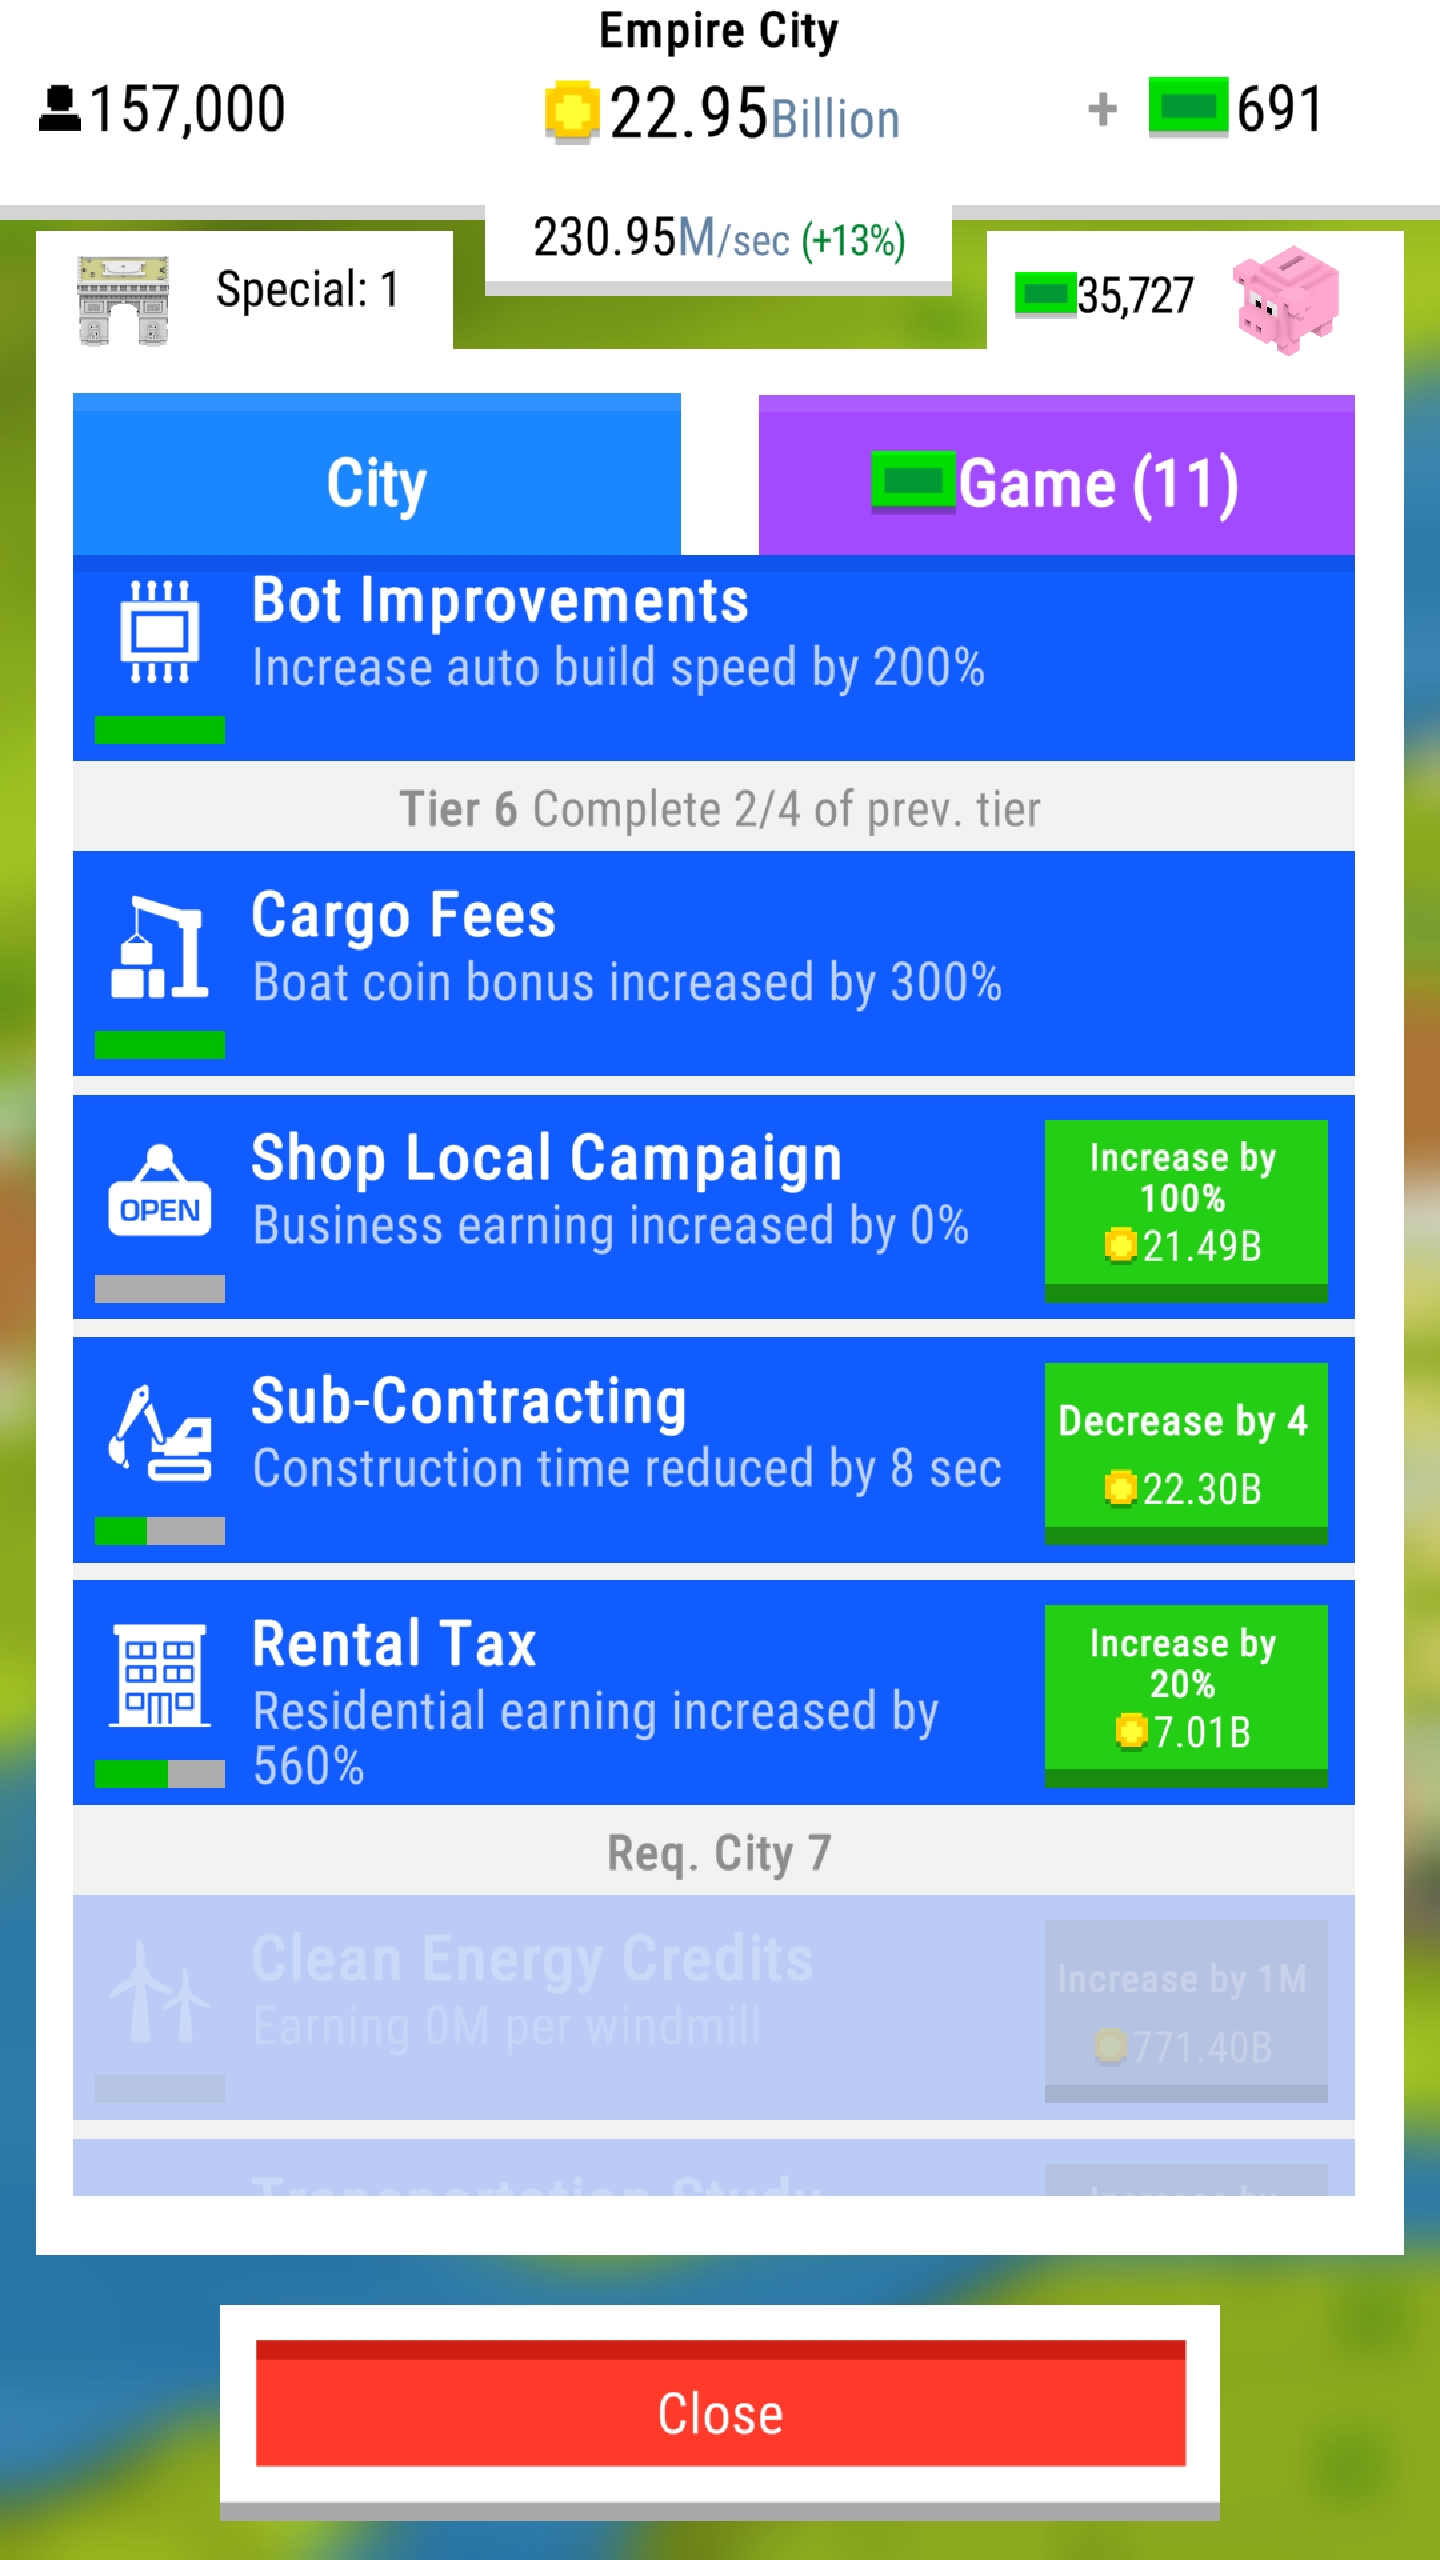 Empire City
157,000
22.95Billion
+ 691
230.95M/sec (+13%)
Special: 1
35,727
City
Game (11)
Bot Improvements
Increase auto build speed by 200%
Tier 6 Complete 2/4 of prev. tier
Cargo Fees
Boat coin bonus increased by 300%
Shop Local Campaign
Business earning increased by 0%
OPEN
Increase by
100%
21.49B
Sub-Contracting
Construction time reduced by 8 sec
Decrease by 4
22.30B
Rental Tax
Residential earning increased by
560%
Increase by
20%
7.01B
Req. City 7
Clean Energy Credits
Earning 0M per windmill
Increase by 1M
771.40B
Transportation Study
Increase by
Close